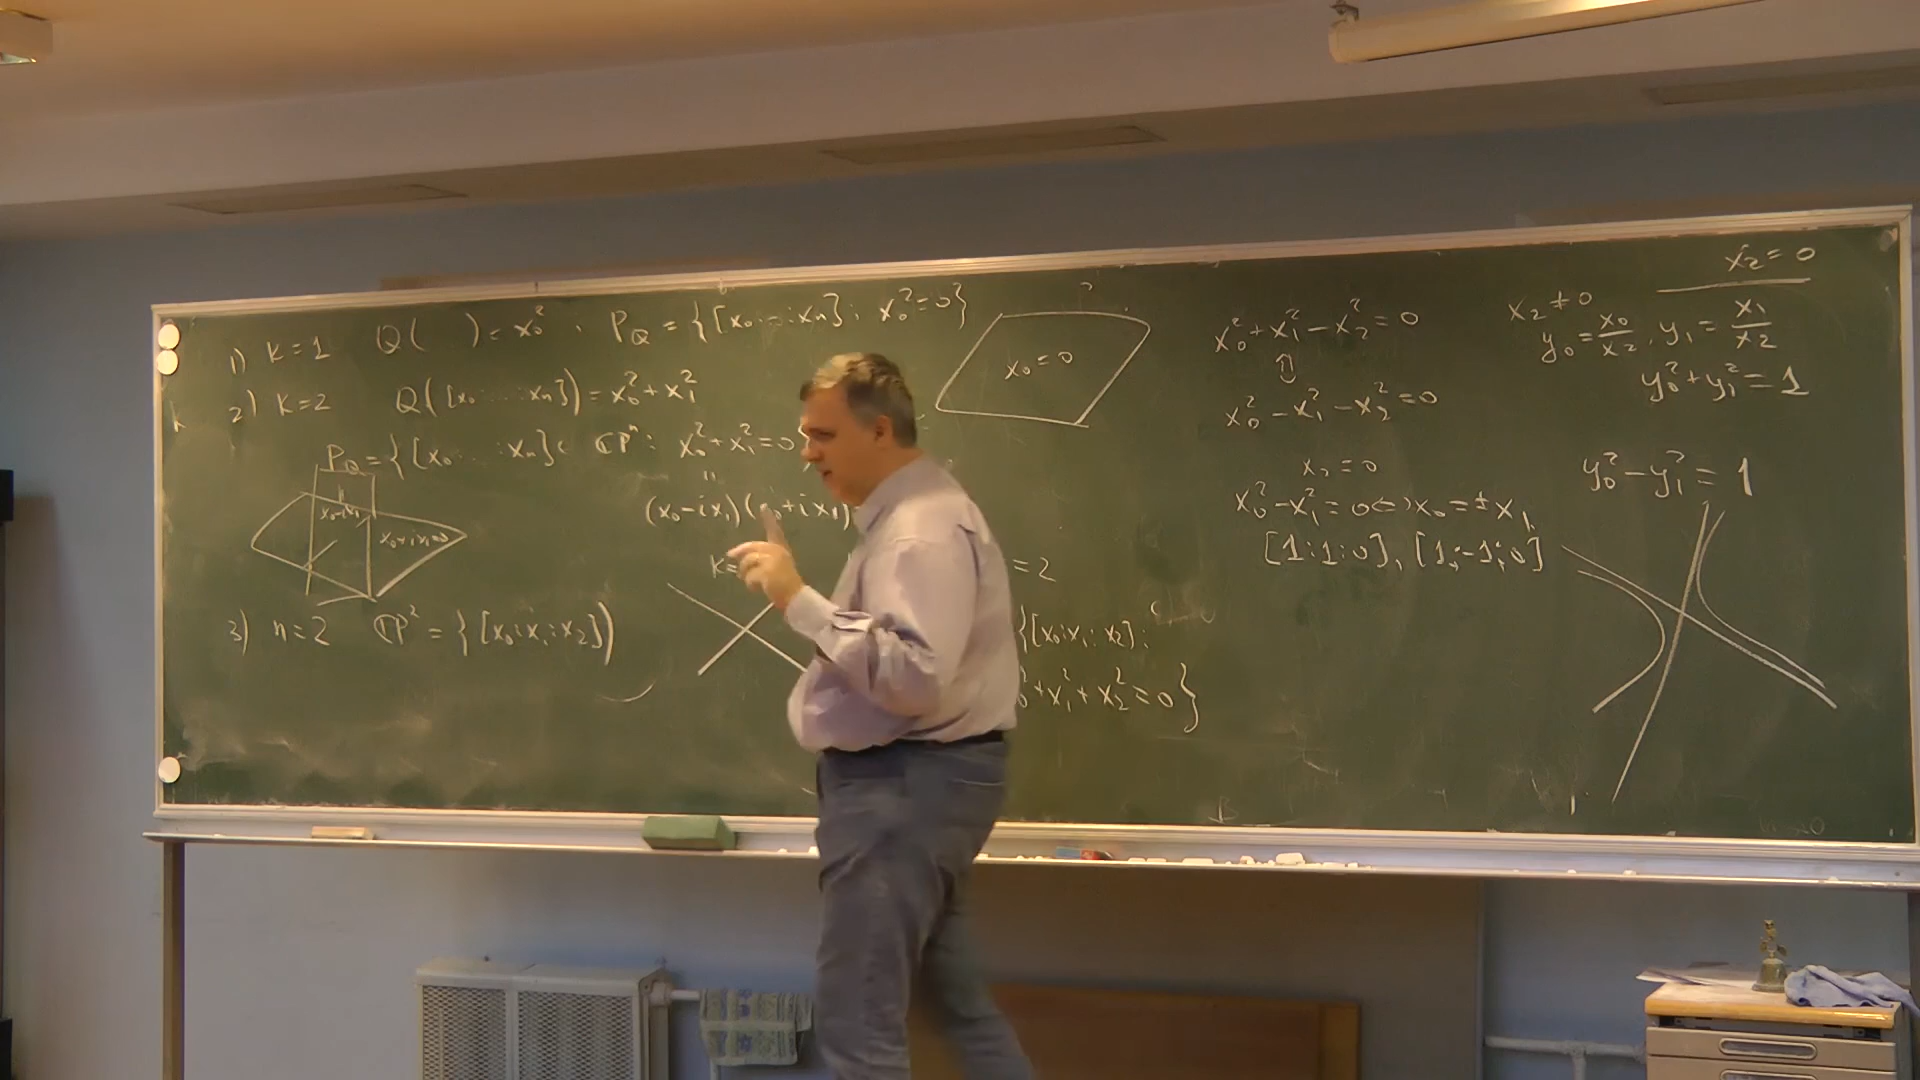 1) K=1 Q( ) = x₀², P_Q = {[x₀:…:xₙ]: x₀²=0}
x₀=0
2) K=2 Q([x₀:…:xₙ]) = x₀²+x₁²
P_Q = {[x₀:…:xₙ]∈ ℂPⁿ: x₀²+x₁²=0
(x₀-ix₁)(x₀+ix₁)
x₀+ix₁=0
K=
=2
3) n=2 ℂP² = {[x₀:x₁:x₂]}
{[x₀:x₁:x₂]:
+x₁²+x₂²=0}
x₀²+x₁²-x₂²=0
⇕
x₀²-x₁²-x₂²=0
x₂=0
x₀²-x₁²=0⇔x₀=±x₁
[1:1:0], [1:-1:0]
x₂=0
x₂≠0
y₀=x₀/x₂, y₁=x₁/x₂
y₀²+y₁²=1
y₀²-y₁²=1